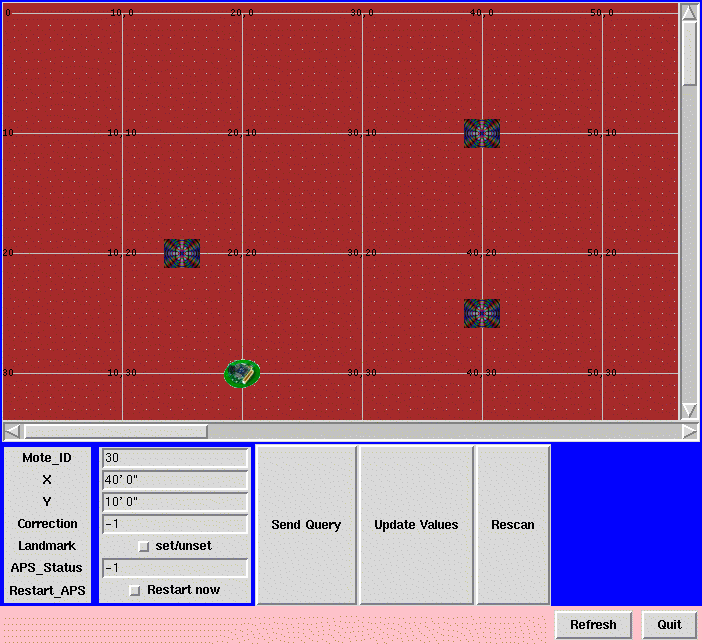 0 10,0 20,0 30,0 40,0 50,0
10 10,10 20,10 30,10 40,10 50,10
20 10,20 20,20 30,20 40,20 50,20
30 10,30 20,30 30,30 40,30 50,30
Mote_ID 30
X 40'0"
Y 10'0"
Correction -1
Landmark set/unset
APS_Status -1
Restart_APS Restart now
Send Query Update Values Rescan
Refresh Quit